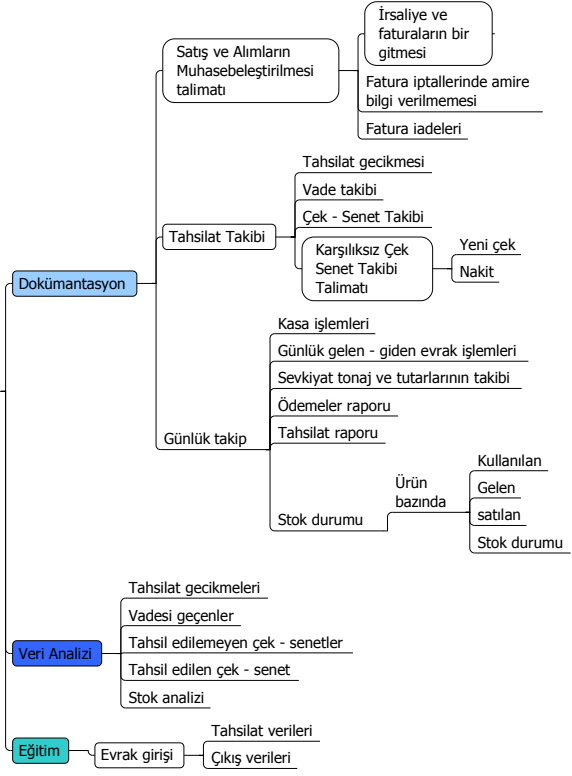 Dokümantasyon
Satış ve Alımların
Muhasebeleştirilmesi
talimatı
İrsaliye ve
faturaların bir
gitmesi
Fatura iptallerinde amire
bilgi verilmemesi
Fatura iadeleri
Tahsilat Takibi
Tahsilat gecikmesi
Vade takibi
Çek - Senet Takibi
Karşılıksız Çek
Senet Takibi
Talimatı
Yeni çek
Nakit
Günlük takip
Kasa işlemleri
Günlük gelen - giden evrak işlemleri
Sevkiyat tonaj ve tutarlarının takibi
Ödemeler raporu
Tahsilat raporu
Stok durumu
Ürün
bazında
Kullanılan
Gelen
satılan
Stok durumu
Veri Analizi
Tahsilat gecikmeleri
Vadesi geçenler
Tahsil edilemeyen çek - senetler
Tahsil edilen çek - senet
Stok analizi
Eğitim
Evrak girişi
Tahsilat verileri
Çıkış verileri